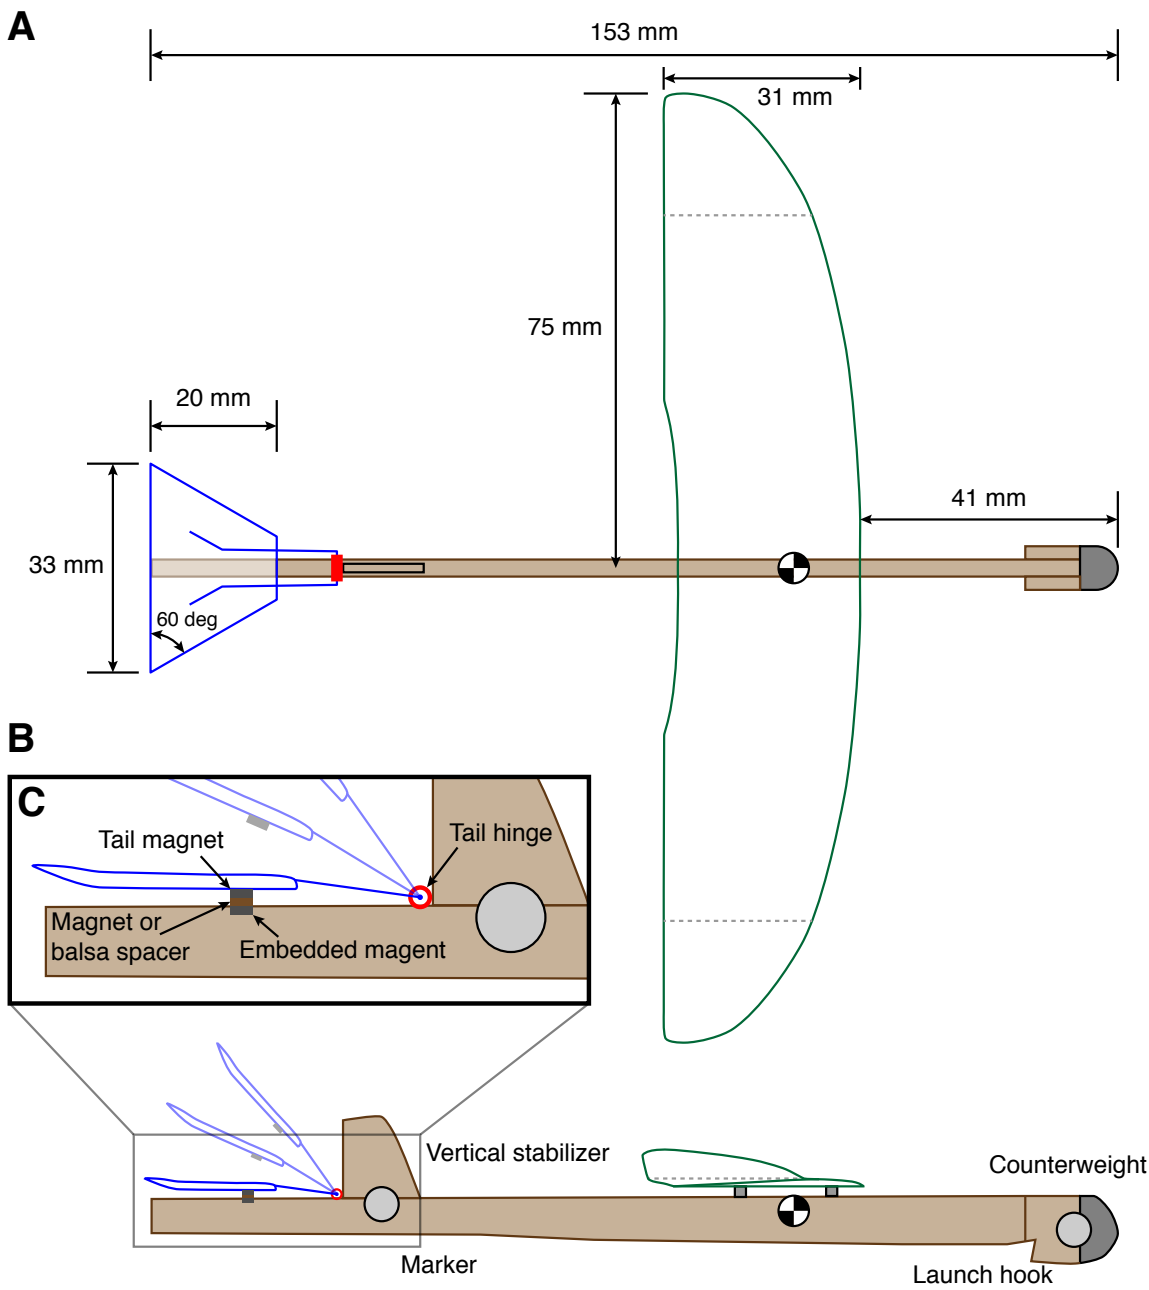 A
153 mm
31 mm
75 mm
20 mm
41 mm
33 mm
60 deg
B
C
Tail magnet
Tail hinge
Magnet or
balsa spacer
Embedded magent
Vertical stabilizer
Counterweight
Marker
Launch hook